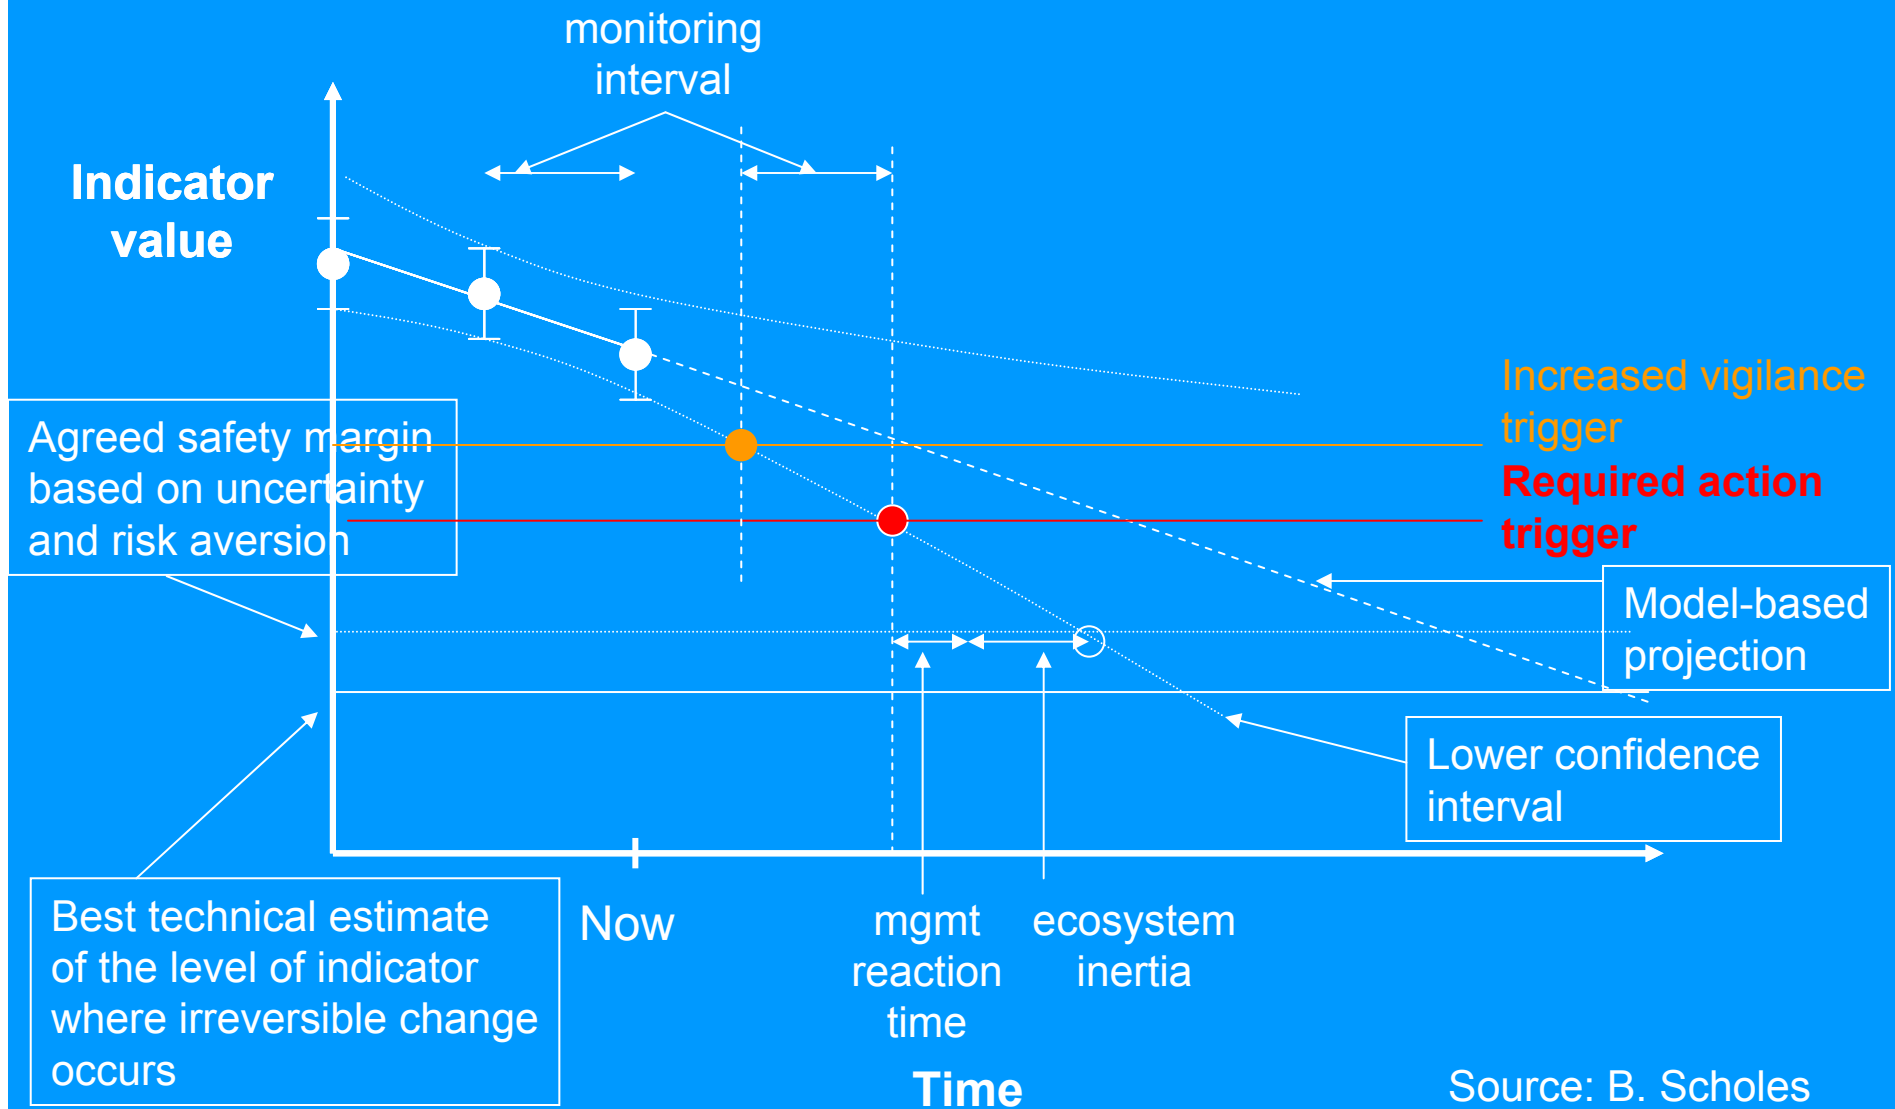 monitoring
interval
Indicator
value
Increased vigilance
trigger
Required action
trigger
Agreed safety margin
based on uncertainty
and risk aversion
Model-based
projection
Lower confidence
interval
Best technical estimate
of the level of indicator
where irreversible change
occurs
Now
mgmt
reaction
time
ecosystem
inertia
Time
Source: B. Scholes